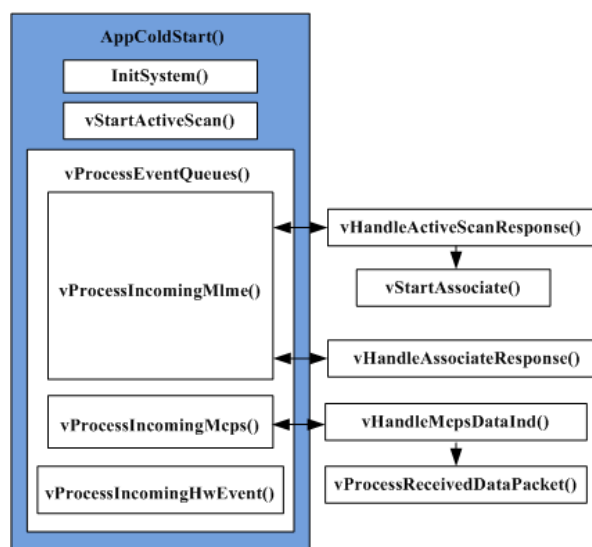 AppColdStart()
InitSystem()
vStartActiveScan()
vProcessEventQueues()
vProcessIncomingMlme()
vHandleActiveScanResponse()
vStartAssociate()
vHandleAssociateResponse()
vProcessIncomingMcps()
vHandleMcpsDataInd()
vProcessIncomingHwEvent()
vProcessReceivedDataPacket()